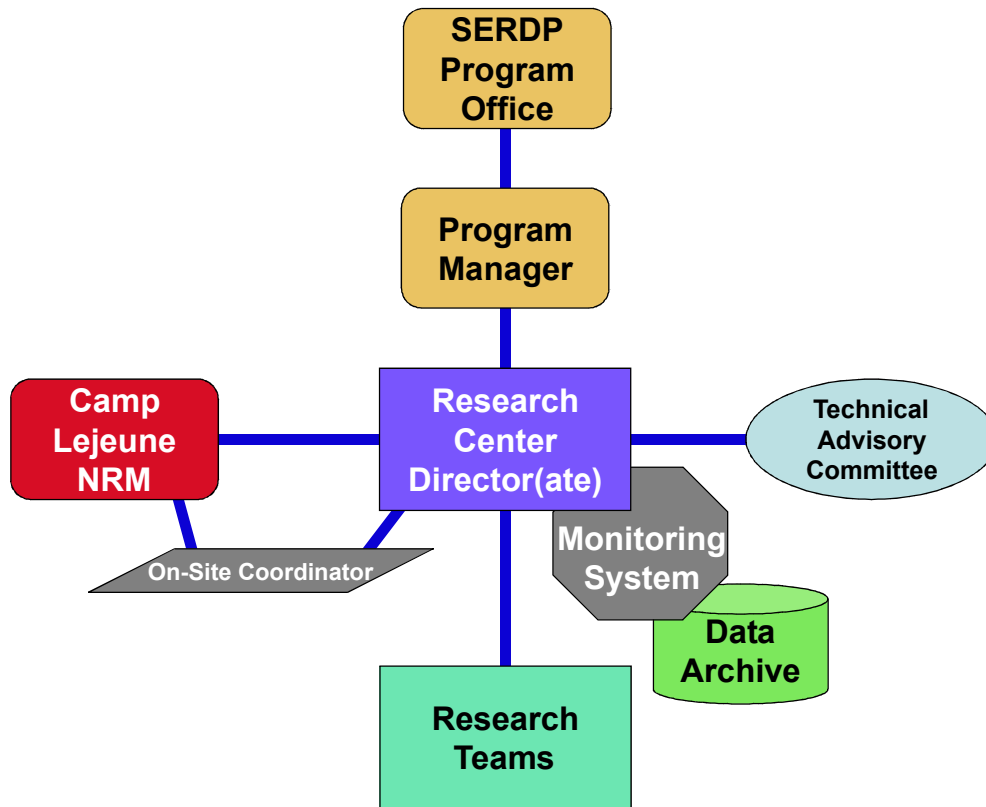 SERDP
Program
Office
Program
Manager
Camp
Lejeune
NRM
Research
Center
Director(ate)
Technical
Advisory
Committee
On-Site Coordinator
Monitoring
System
Data
Archive
Research
Teams